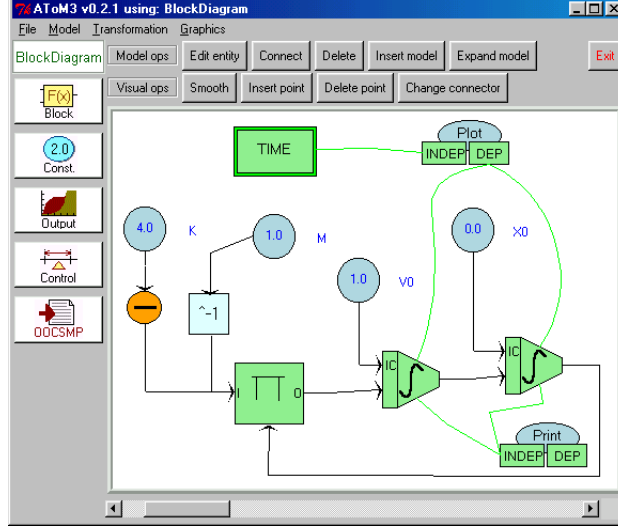 AToM3 v0.2.1 using: BlockDiagram
File Model Transformation Graphics
BlockDiagram Model ops Edit entity Connect Delete Insert model Expand model Exit
Visual ops Smooth Insert point Delete point Change connector
F(x)
Block
2.0
Const.
Output
Control
OOCSMP
TIME
Plot
INDEP DEP
4.0 K
1.0 M
0.0 X0
1.0 V0
^-1
IC
IC
I O
Print
INDEP DEP